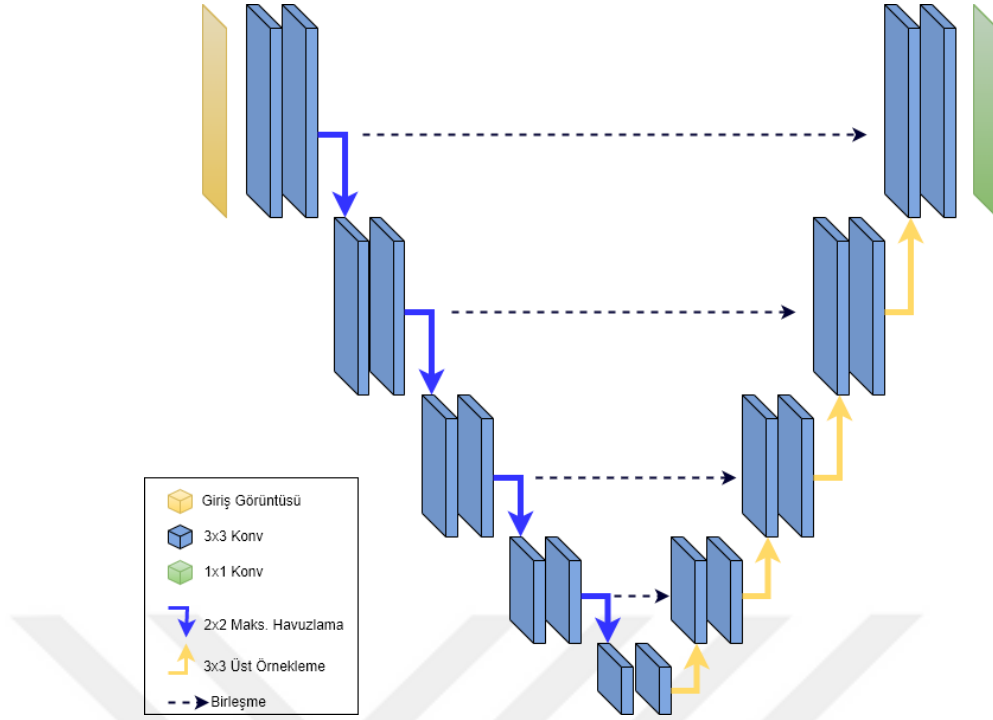 Giriş Görüntüsü
3x3 Konv
1x1 Konv
2x2 Maks. Havuzlama
3x3 Üst Örnekleme
Birleşme